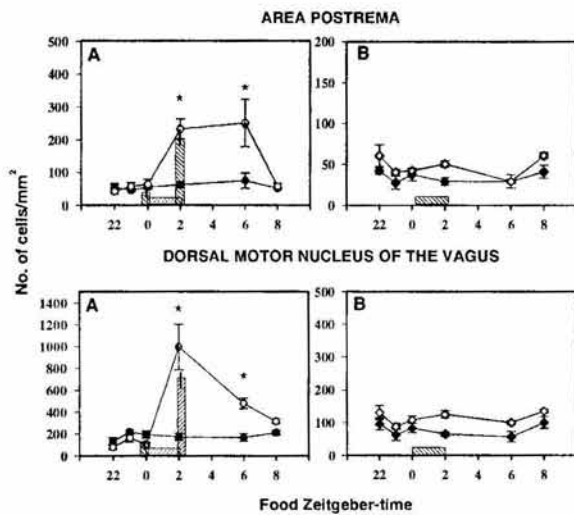 AREA POSTREMA
A
B
500
400
300
200
100
0
200
150
100
50
0
*
*
22 0 2 4 6 8
22 0 2 4 6 8
No. of cells/mm²
DORSAL MOTOR NUCLEUS OF THE VAGUS
A
B
1400
1200
1000
800
600
400
200
0
500
400
300
200
100
0
*
*
22 0 2 4 6 8
22 0 2 4 6 8
Food Zeitgeber-time